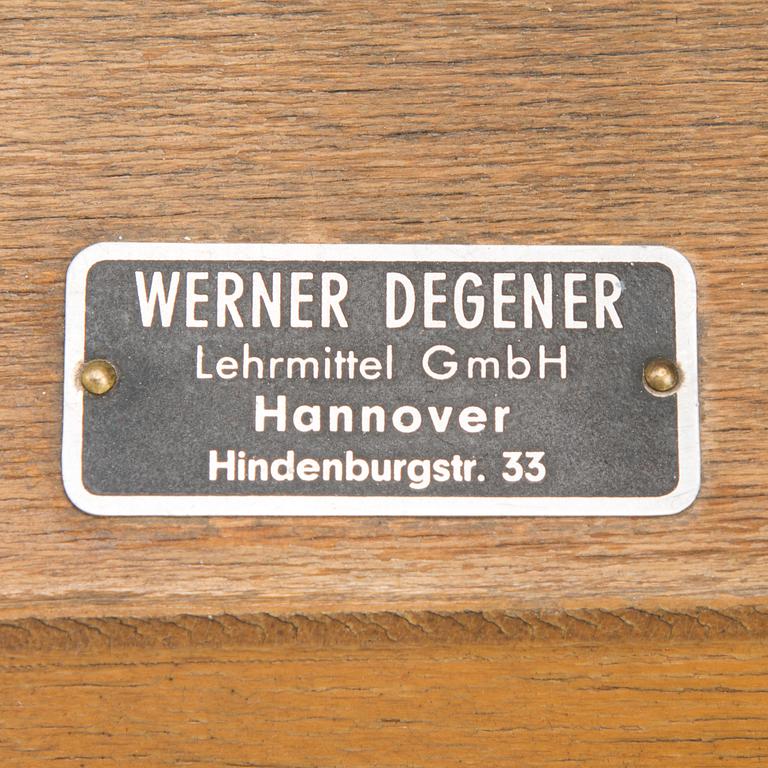 WERNER DEGENER
Lehrmittel GmbH
Hannover
Hindenburgstr. 33